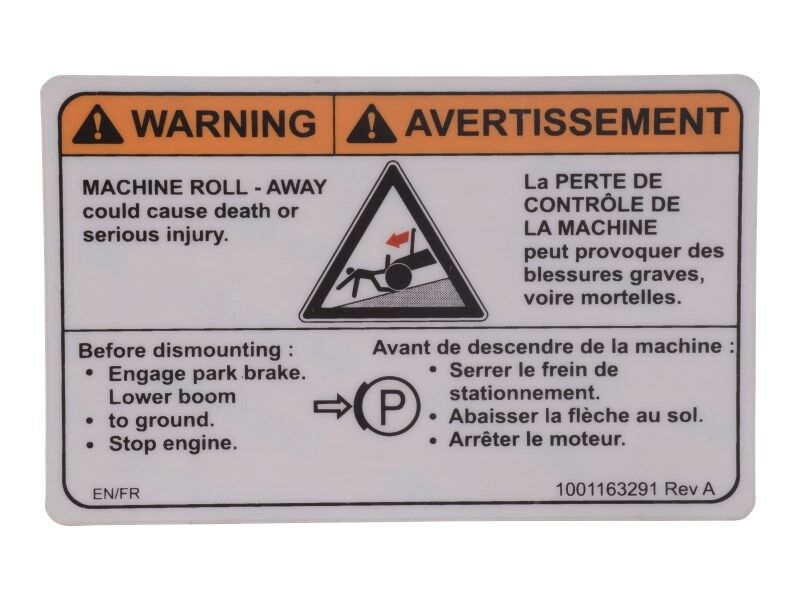 WARNING
AVERTISSEMENT
MACHINE ROLL - AWAY
could cause death or
serious injury.
La PERTE DE
CONTRÔLE DE
LA MACHINE
peut provoquer des
blessures graves,
voire mortelles.
Before dismounting :
• Engage park brake.
Lower boom
• to ground.
• Stop engine.
P
Avant de descendre de la machine :
• Serrer le frein de
stationnement.
• Abaisser la flèche au sol.
• Arrêter le moteur.
EN/FR
1001163291 Rev A